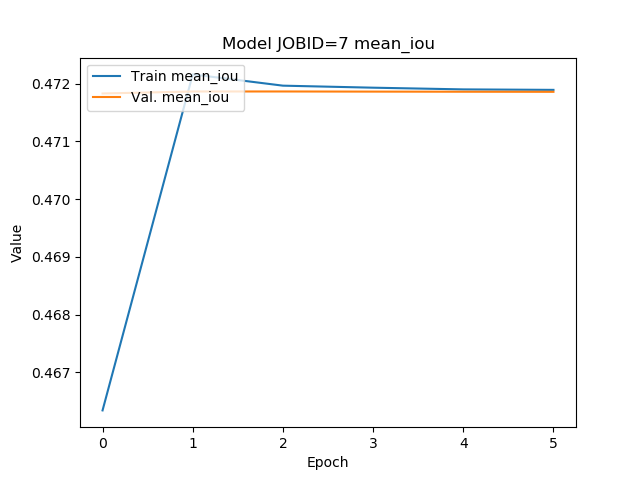 Model JOBID=7 mean_iou
Train mean_iou
Val. mean_iou
0.472
0.471
0.470
0.469
0.468
0.467
Value
0
1
2
3
4
5
Epoch